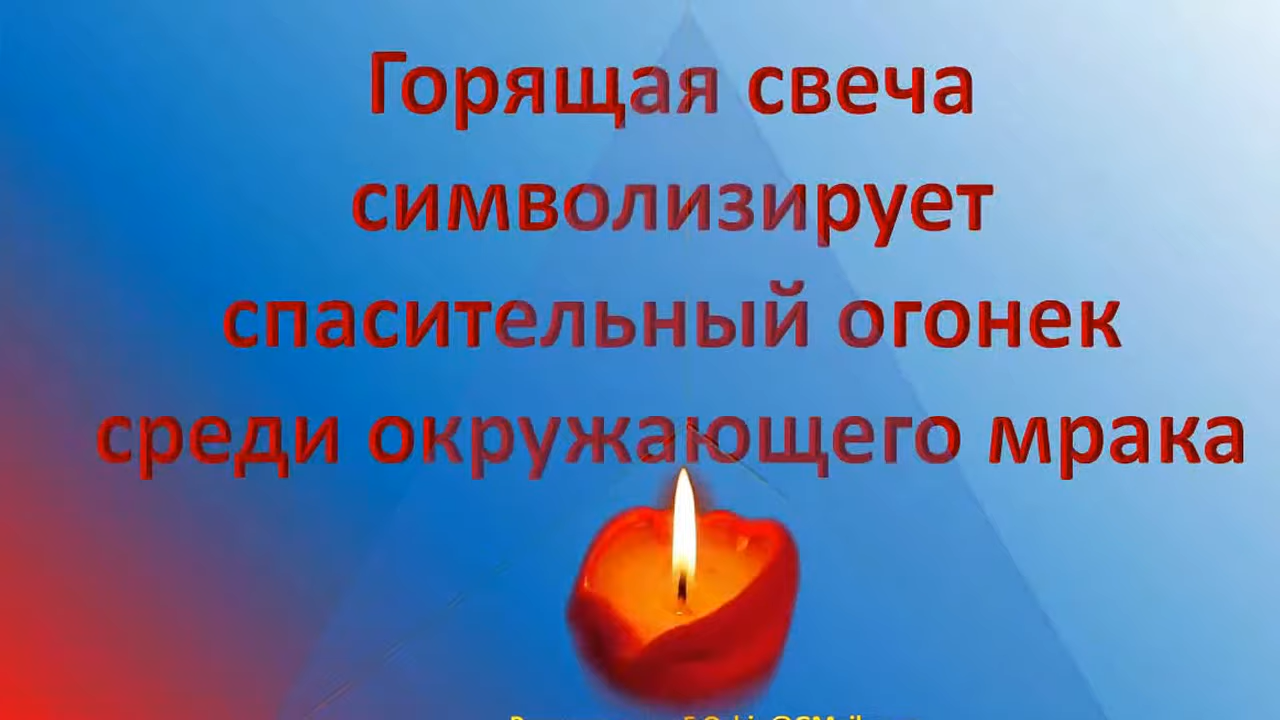 Горящая свеча
символизирует
спасительный огонек
среди окружающего мрака